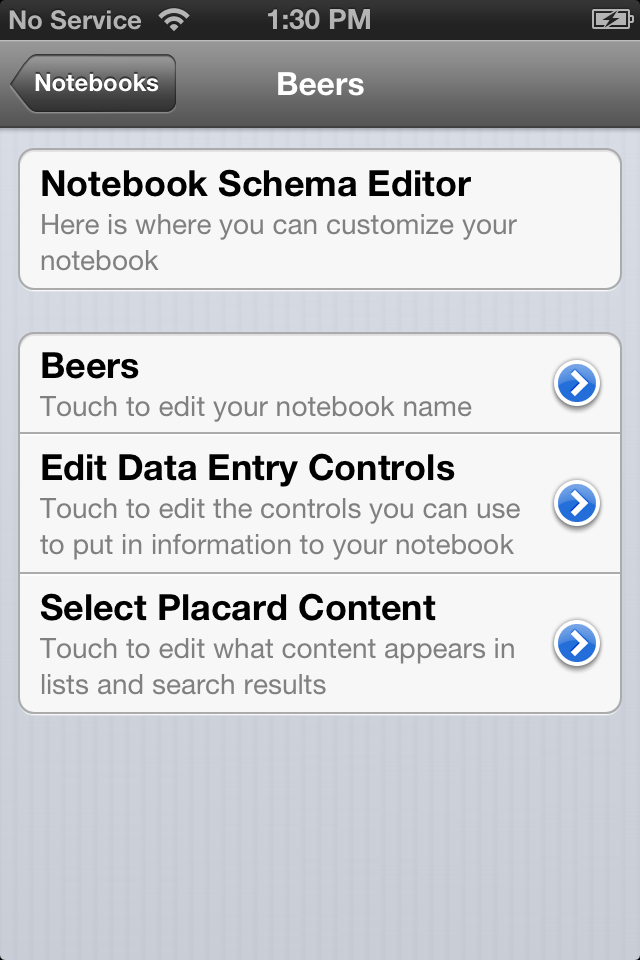 No Service 1:30 PM
Notebooks Beers
Notebook Schema Editor
Here is where you can customize your
notebook
Beers
Touch to edit your notebook name
Edit Data Entry Controls
Touch to edit the controls you can use
to put in information to your notebook
Select Placard Content
Touch to edit what content appears in
lists and search results